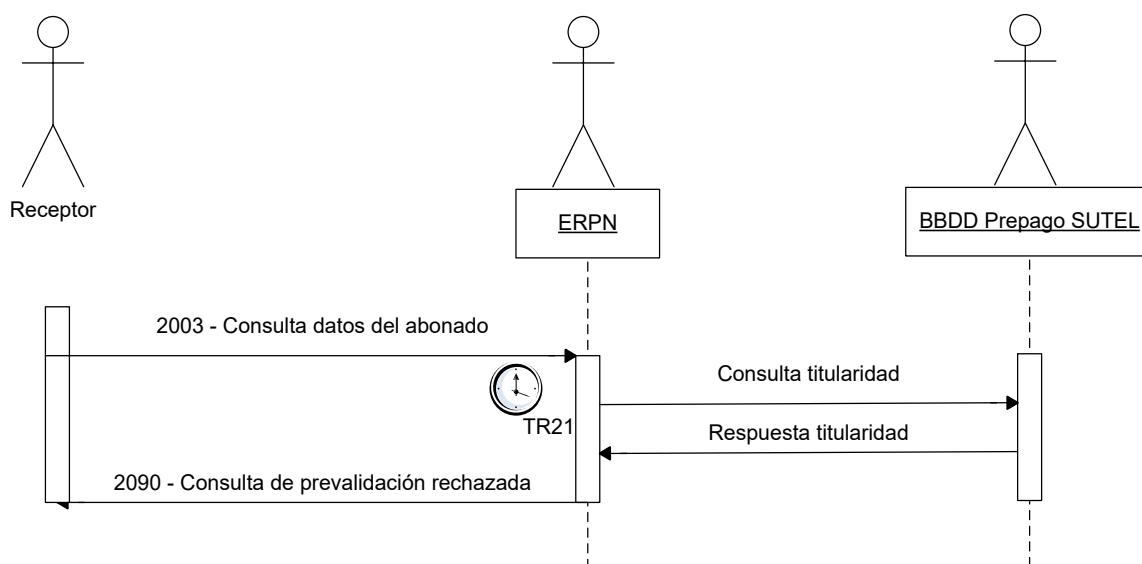 Receptor
ERPN
BBDD Prepago SUTEL
2003 - Consulta datos del abonado
Consulta titularidad
TR21
Respuesta titularidad
2090 - Consulta de prevalidación rechazada